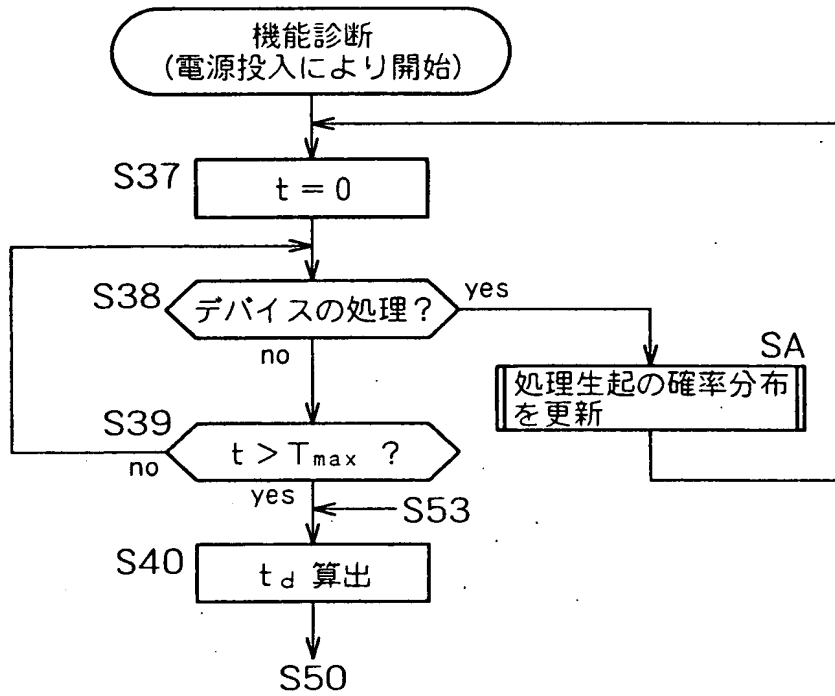 機能診断
(電源投入により開始)
S37
t = 0
S38
デバイスの処理?
yes
no
SA
処理生起の確率分布
を更新
S39
t > Tmax ?
no
yes
S53
S40
td 算出
S50